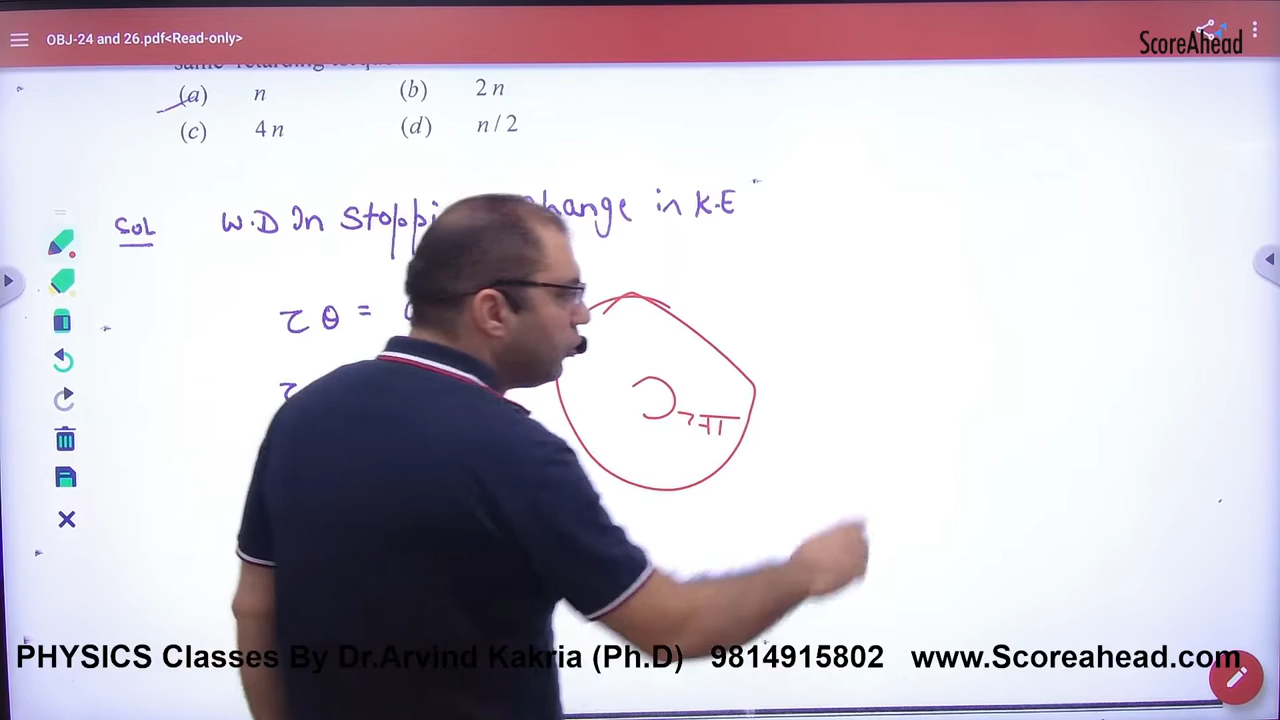 OBJ-24 and 26.pdf<Read-only>
ScoreAhead
(a) n (b) 2n
(c) 4n (d) n/2
Sol W.D In Stoppi hange in K.E
τ θ =
τ
PHYSICS Classes By Dr.Arvind Kakria (Ph.D) 9814915802 www.Scoreahead.com